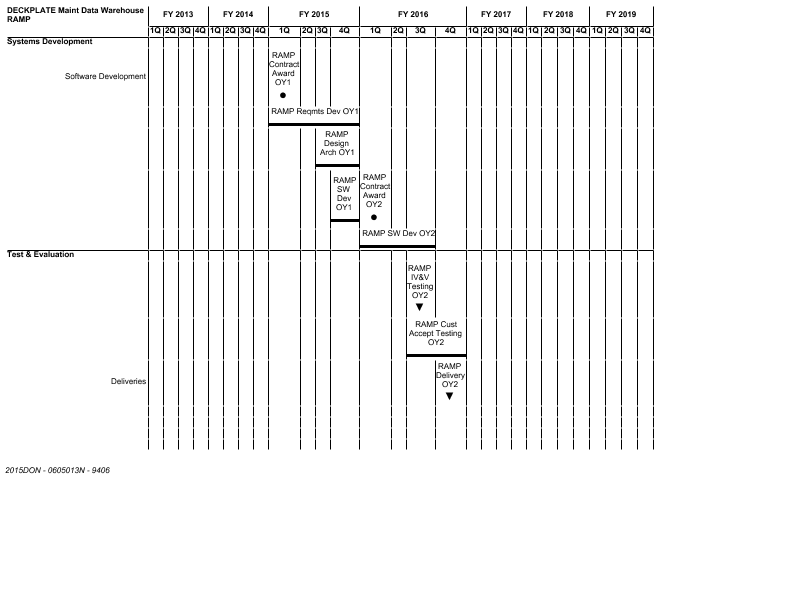 DECKPLATE Maint Data Warehouse
RAMP
FY 2013 FY 2014 FY 2015 FY 2016 FY 2017 FY 2018 FY 2019
1Q 2Q 3Q 4Q 1Q 2Q 3Q 4Q 1Q 2Q 3Q 4Q 1Q 2Q 3Q 4Q 1Q 2Q 3Q 4Q 1Q 2Q 3Q 4Q 1Q 2Q 3Q 4Q
Systems Development
Software Development
RAMP
Contract
Award
OY1
RAMP Reqmts Dev OY1
RAMP
Design
Arch OY1
RAMP
SW
Dev
OY1
RAMP
Contract
Award
OY2
RAMP SW Dev OY2
Test & Evaluation
RAMP
IV&V
Testing
OY2
RAMP Cust
Accept Testing
OY2
Deliveries
RAMP
Delivery
OY2
2015DON - 0605013N - 9406